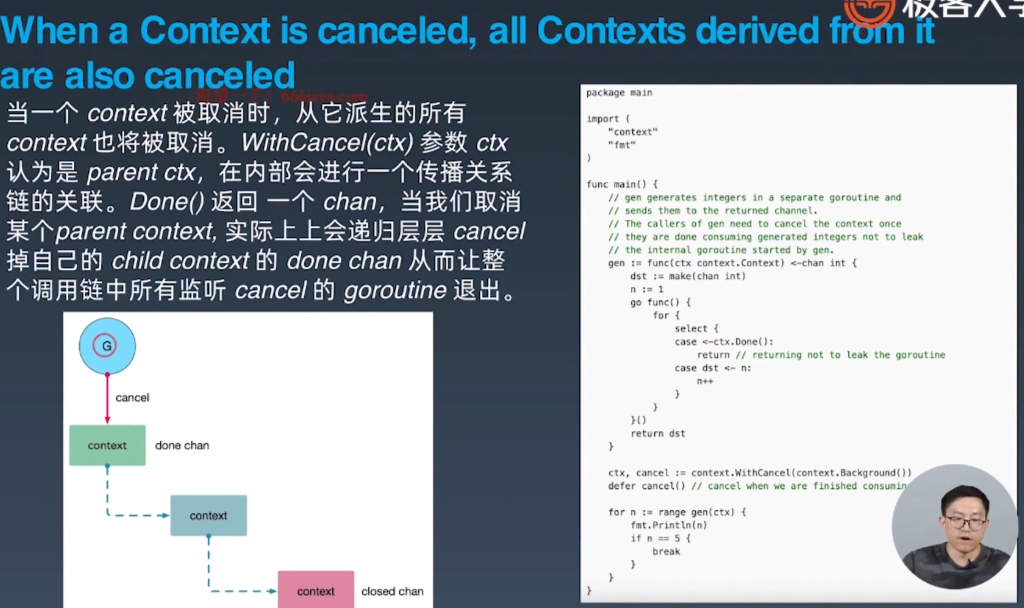 When a Context is canceled, all Contexts derived from it
are also canceled
当一个 context 被取消时，从它派生的所有
context 也将被取消。WithCancel(ctx) 参数 ctx
认为是 parent ctx，在内部会进行一个传播关系
链的关联。Done() 返回 一个 chan，当我们取消
某个parent context, 实际上上会递归层层 cancel
掉自己的 child context 的 done chan 从而让整
个调用链中所有监听 cancel 的 goroutine 退出。
G
cancel
context
done chan
context
context
closed chan
极客大学
package main
import (
    "context"
    "fmt"
)
func main() {
    // gen generates integers in a separate goroutine and
    // sends them to the returned channel.
    // The callers of gen need to cancel the context once
    // they are done consuming generated integers not to leak
    // the internal goroutine started by gen.
    gen := func(ctx context.Context) <-chan int {
        dst := make(chan int)
        n := 1
        go func() {
            for {
                select {
                case <-ctx.Done():
                    return // returning not to leak the goroutine
                case dst <- n:
                    n++
                }
            }
        }()
        return dst
    }
    ctx, cancel := context.WithCancel(context.Background())
    defer cancel() // cancel when we are finished consumin
    for n := range gen(ctx) {
        fmt.Println(n)
        if n == 5 {
            break
        }
    }
}